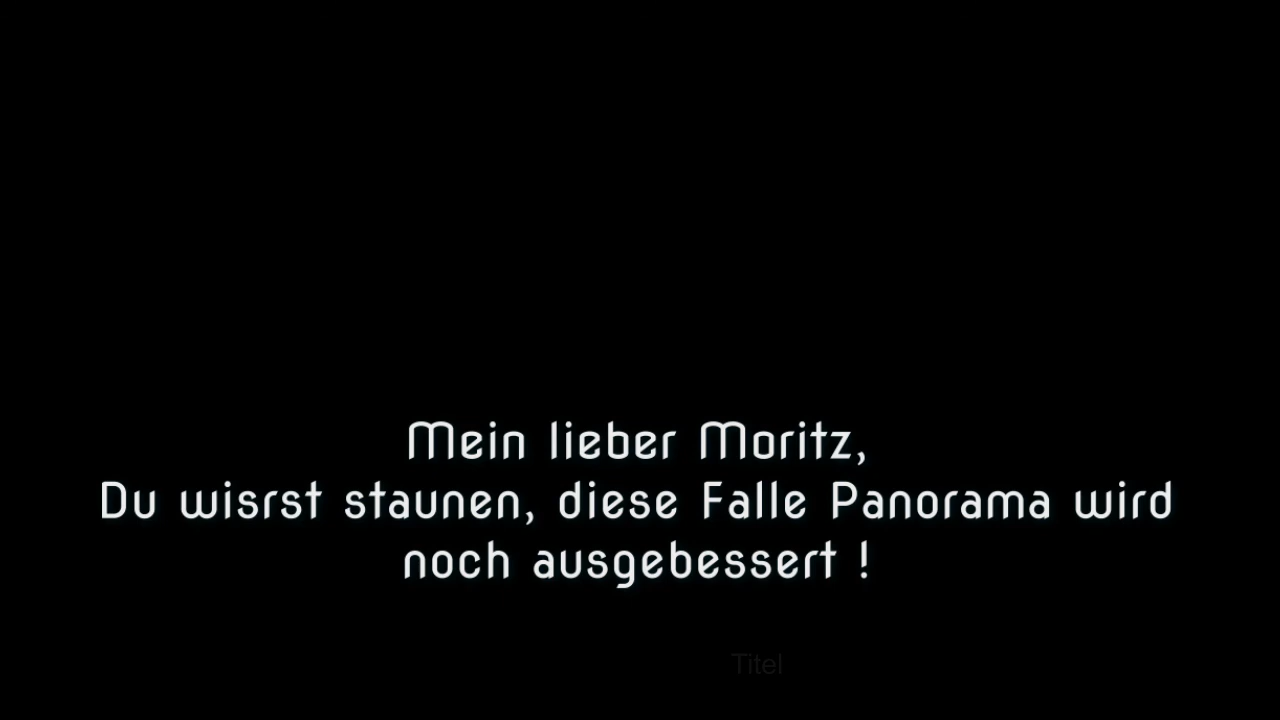 Mein lieber Moritz,
Du wisrst staunen, diese Falle Panorama wird
noch ausgebessert !
Titel